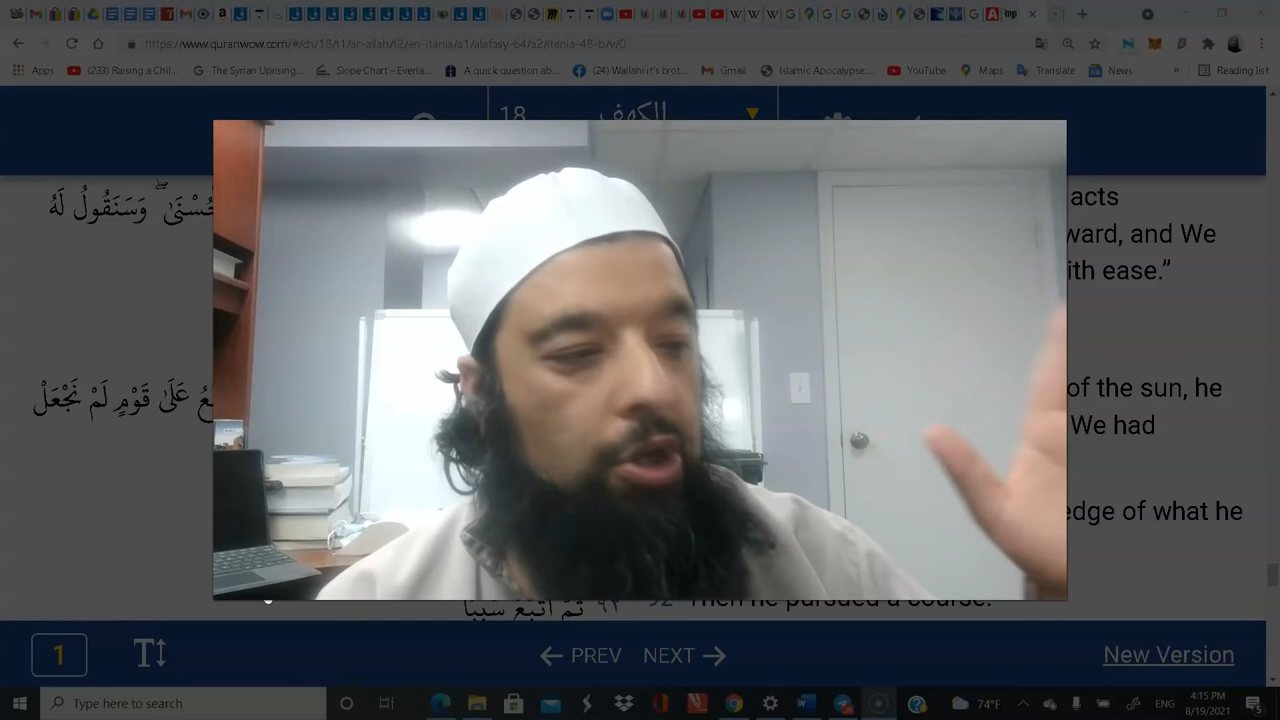 https://www.quranwow.com/#/ch/18/t1/ar-allah/t2/en-itania/a1/alafasy-64/a2/itania-48-b/v/0
Apps
(233) Raising a Chil...
The Syrian Uprising...
Slope Chart – Everla...
A quick question ab...
(24) Wallahi it's brot...
Gmail
Islamic Apocalypse...
YouTube
Maps
Translate
News
»
Reading list
18
الكهف
وَسَنَقُولُ لَهُ
acts
ward, and We
ith ease.”
عَلَىٰ قَوْمٍ لَمْ نَجْعَلْ
of the sun, he
We had
edge of what he
ثُمَّ أَتْبَعَ سَبَبًا
92 Then he pursued a course.
1
PREV
NEXT
New Version
Type here to search
74°F
ENG
4:15 PM
8/19/2021
5